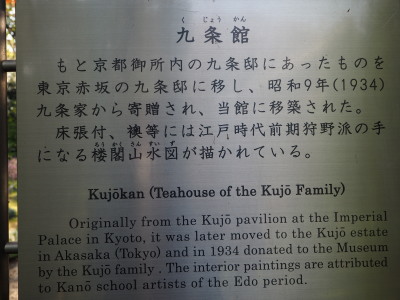 くじょうかん
九条館
もと京都御所内の九条邸にあったものを
東京赤坂の九条邸に移し、昭和9年(1934)
九条家から寄贈され、当館に移築された。
床張付、襖等には江戸時代前期狩野派の手
ろうかくさんすいず
になる楼閣山水図が描かれている。
Kujōkan (Teahouse of the Kujō Family)
Originally from the Kujō pavilion at the Imperial
Palace in Kyoto, it was later moved to the Kujō estate
in Akasaka (Tokyo) and in 1934 donated to the Museum
by the Kujō family . The interior paintings are attributed
to Kanō school artists of the Edo period.